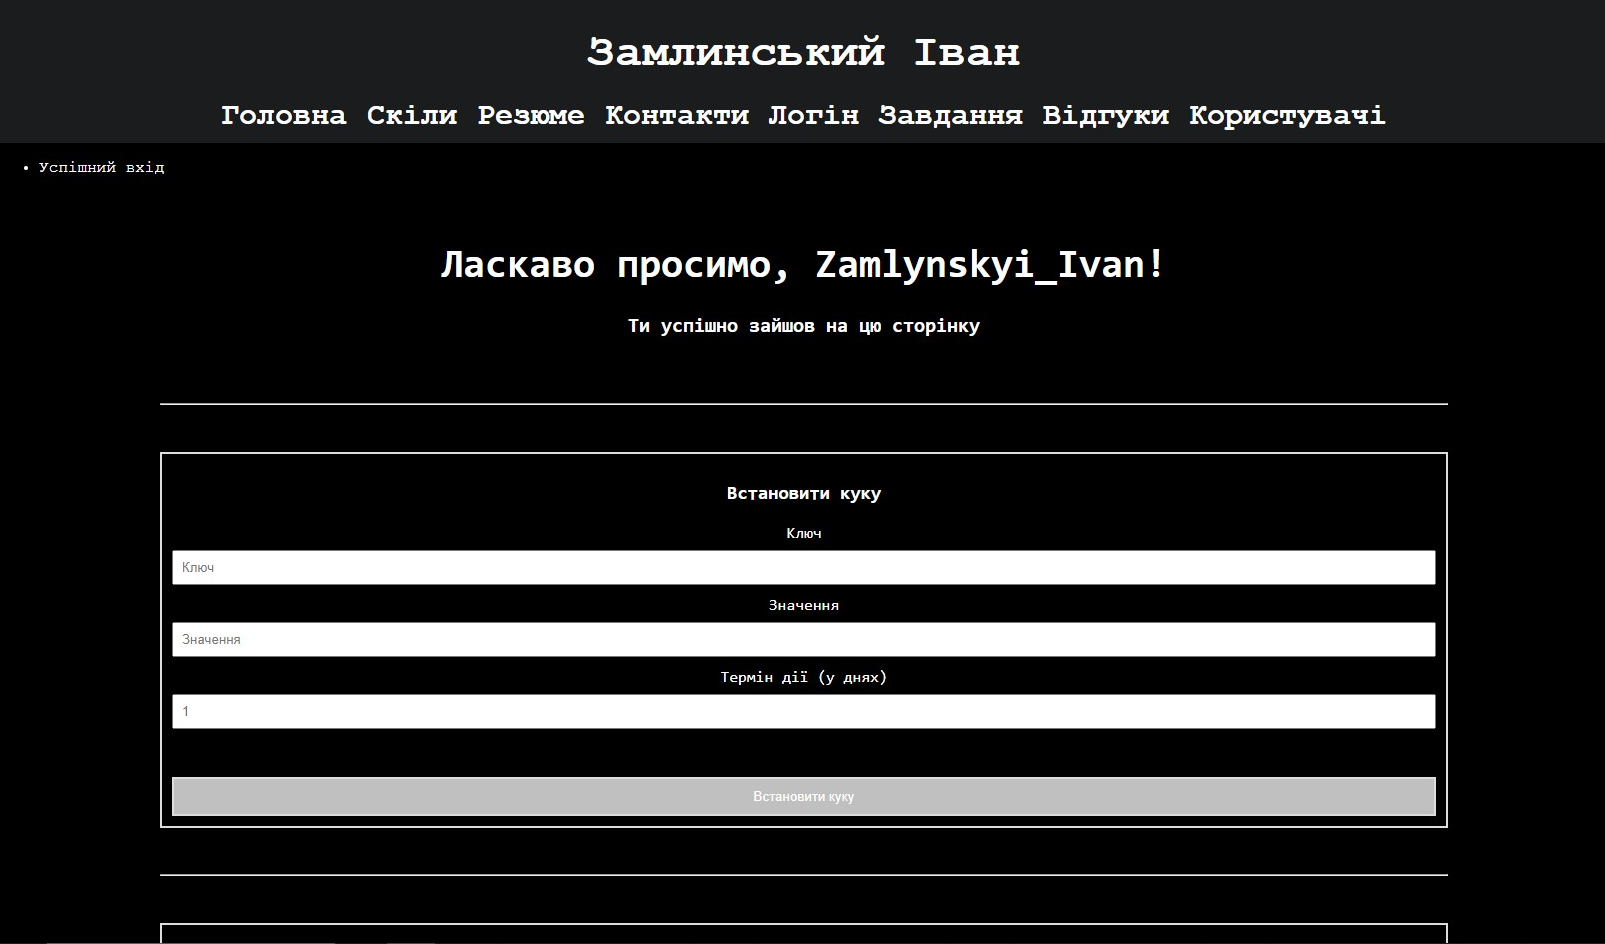 Замлинський Іван
Головна Скіли Резюме Контакти Логін Завдання Відгуки Користувачі
Успішний вхід
Ласкаво просимо, Zamlynskyi_Ivan!
Ти успішно зайшов на цю сторінку
Встановити куку
Ключ
Ключ
Значення
Значення
Термін дії (у днях)
1
Встановити куку